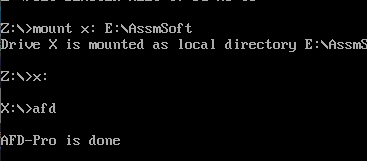 Z:\>mount x: E:\AssmSoft
Drive X is mounted as local directory E:\AssmS
Z:\>x:
X:\>afd
AFD-Pro is done